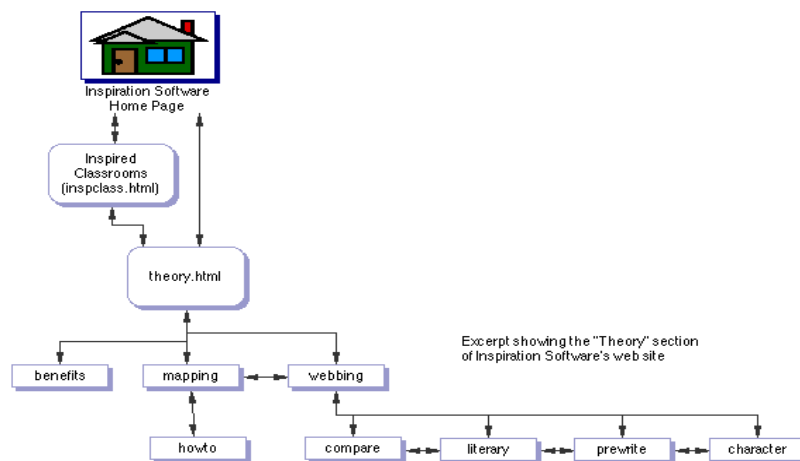 Inspiration Software
Home Page
Inspired
Classrooms
(inspclass.html)
theory.html
Excerpt showing the "Theory" section
of Inspiration Software's web site
benefits
mapping
webbing
howto
compare
literary
prewrite
character